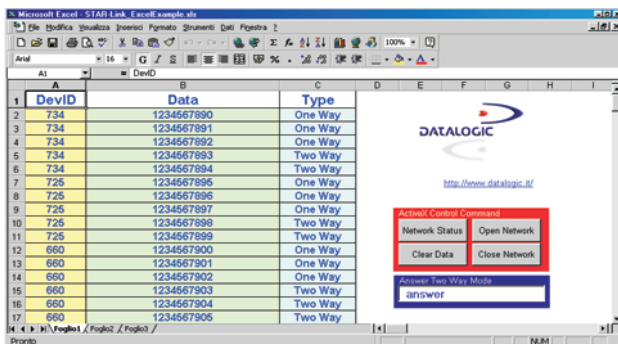 Microsoft Excel - STAR-Link_ExcelExample.xls
File Modifica Visualizza Inserisci Formato Strumenti Dati Finestra ?
100%
Arial 16 G C S
A1 = DevID
A B C D E F G H I
1 DevID Data Type
2 734 1234567890 One Way
3 734 1234567891 One Way
4 734 1234567892 One Way
5 734 1234567893 Two Way
6 734 1234567894 Two Way
7 725 1234567895 One Way
8 725 1234567896 One Way
9 725 1234567897 One Way
10 725 1234567898 Two Way
11 725 1234567899 Two Way
12 660 1234567900 One Way
13 660 1234567901 One Way
14 660 1234567902 One Way
15 660 1234567903 Two Way
16 660 1234567904 Two Way
17 660 1234567905 Two Way
DATALOGIC
http://www.datalogic.it/
ActiveX Control Command
Network Status Open Network
Clear Data Close Network
Answer Two Way Mode
answer
Foglio1 Foglio2 Foglio3
Pronto NUM